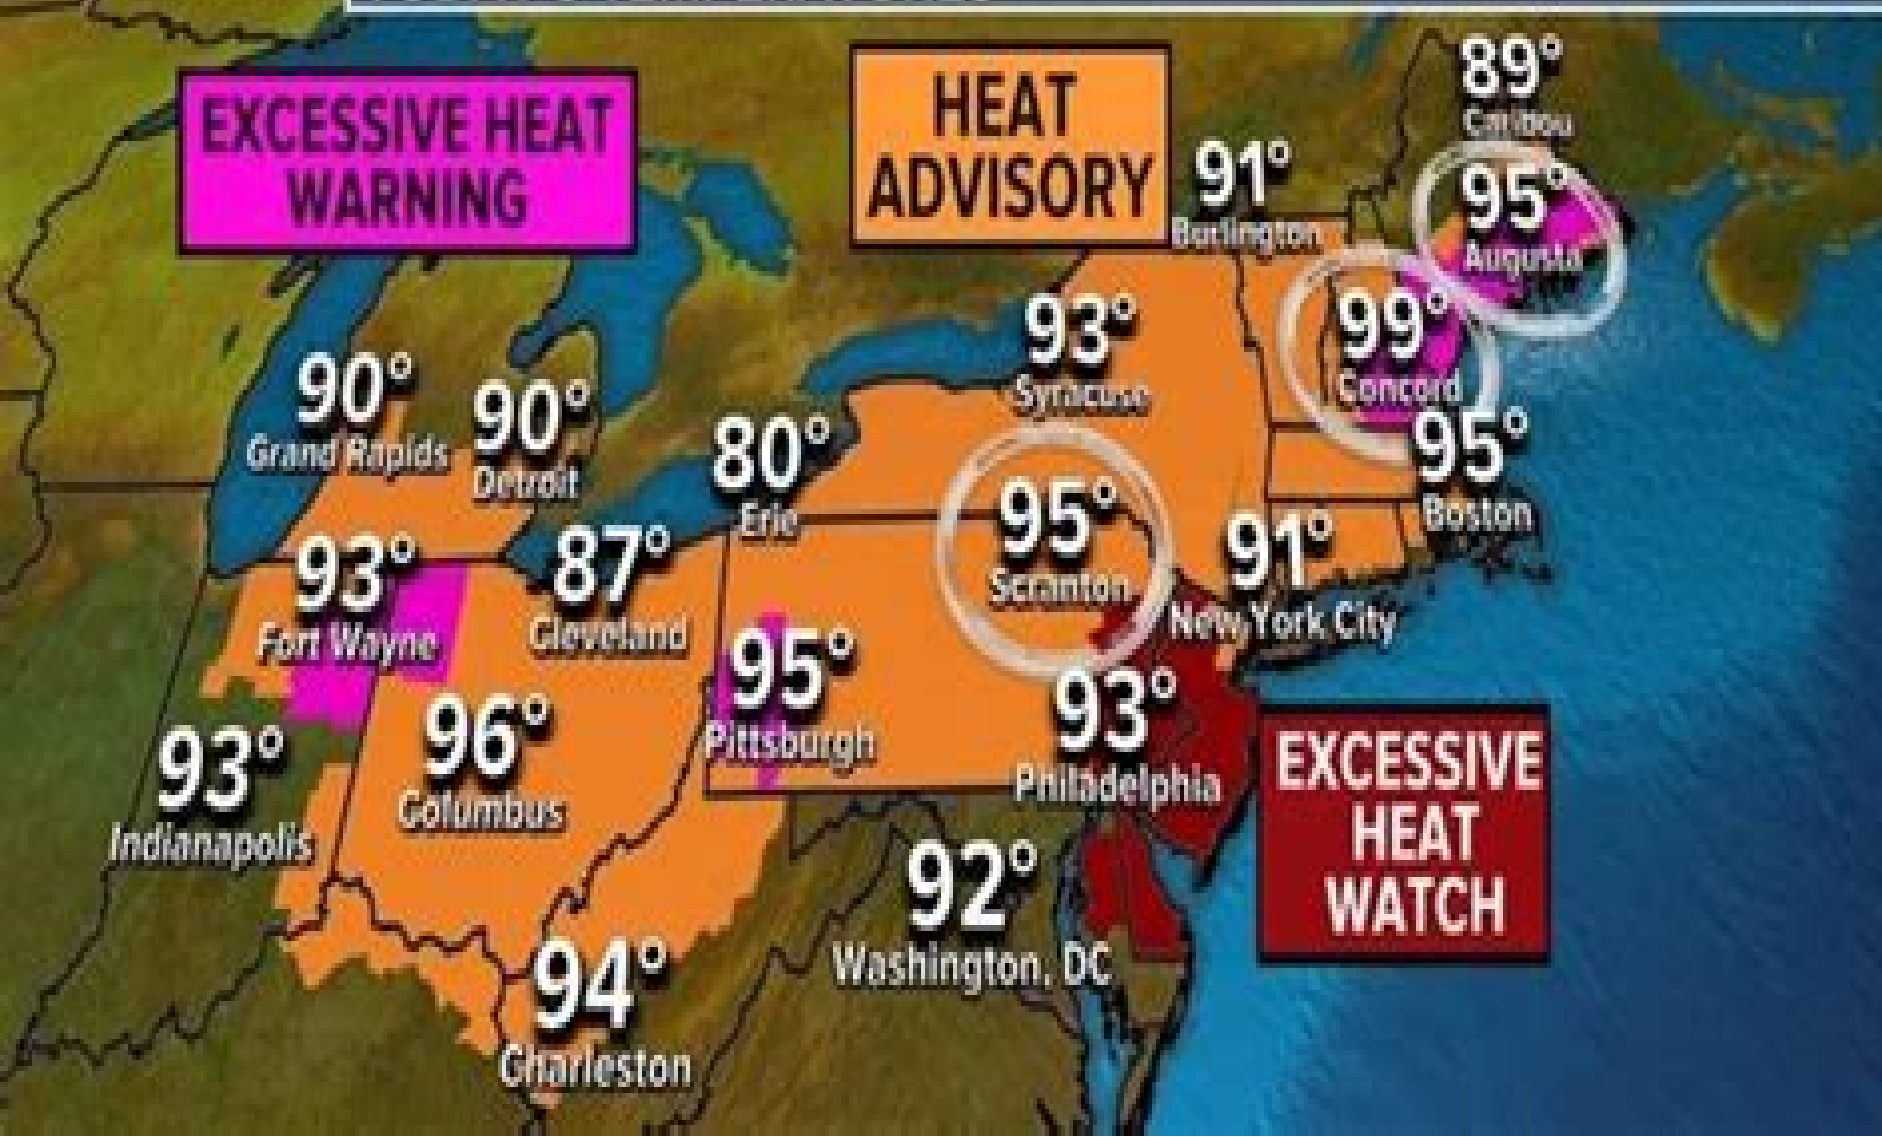 EXCESSIVE HEAT
WARNING
HEAT
ADVISORY
89°
Caribou
91°
Burlington
95°
Augusta
93°
Syracuse
99°
Concord
90°
Grand Rapids
90°
Detroit
80°
Erie
95°
Boston
95°
Scranton
91°
New York City
93°
Fort Wayne
87°
Cleveland
95°
Pittsburgh
93°
Philadelphia
93°
Indianapolis
96°
Columbus
EXCESSIVE
HEAT
WATCH
92°
Washington, DC
94°
Charleston